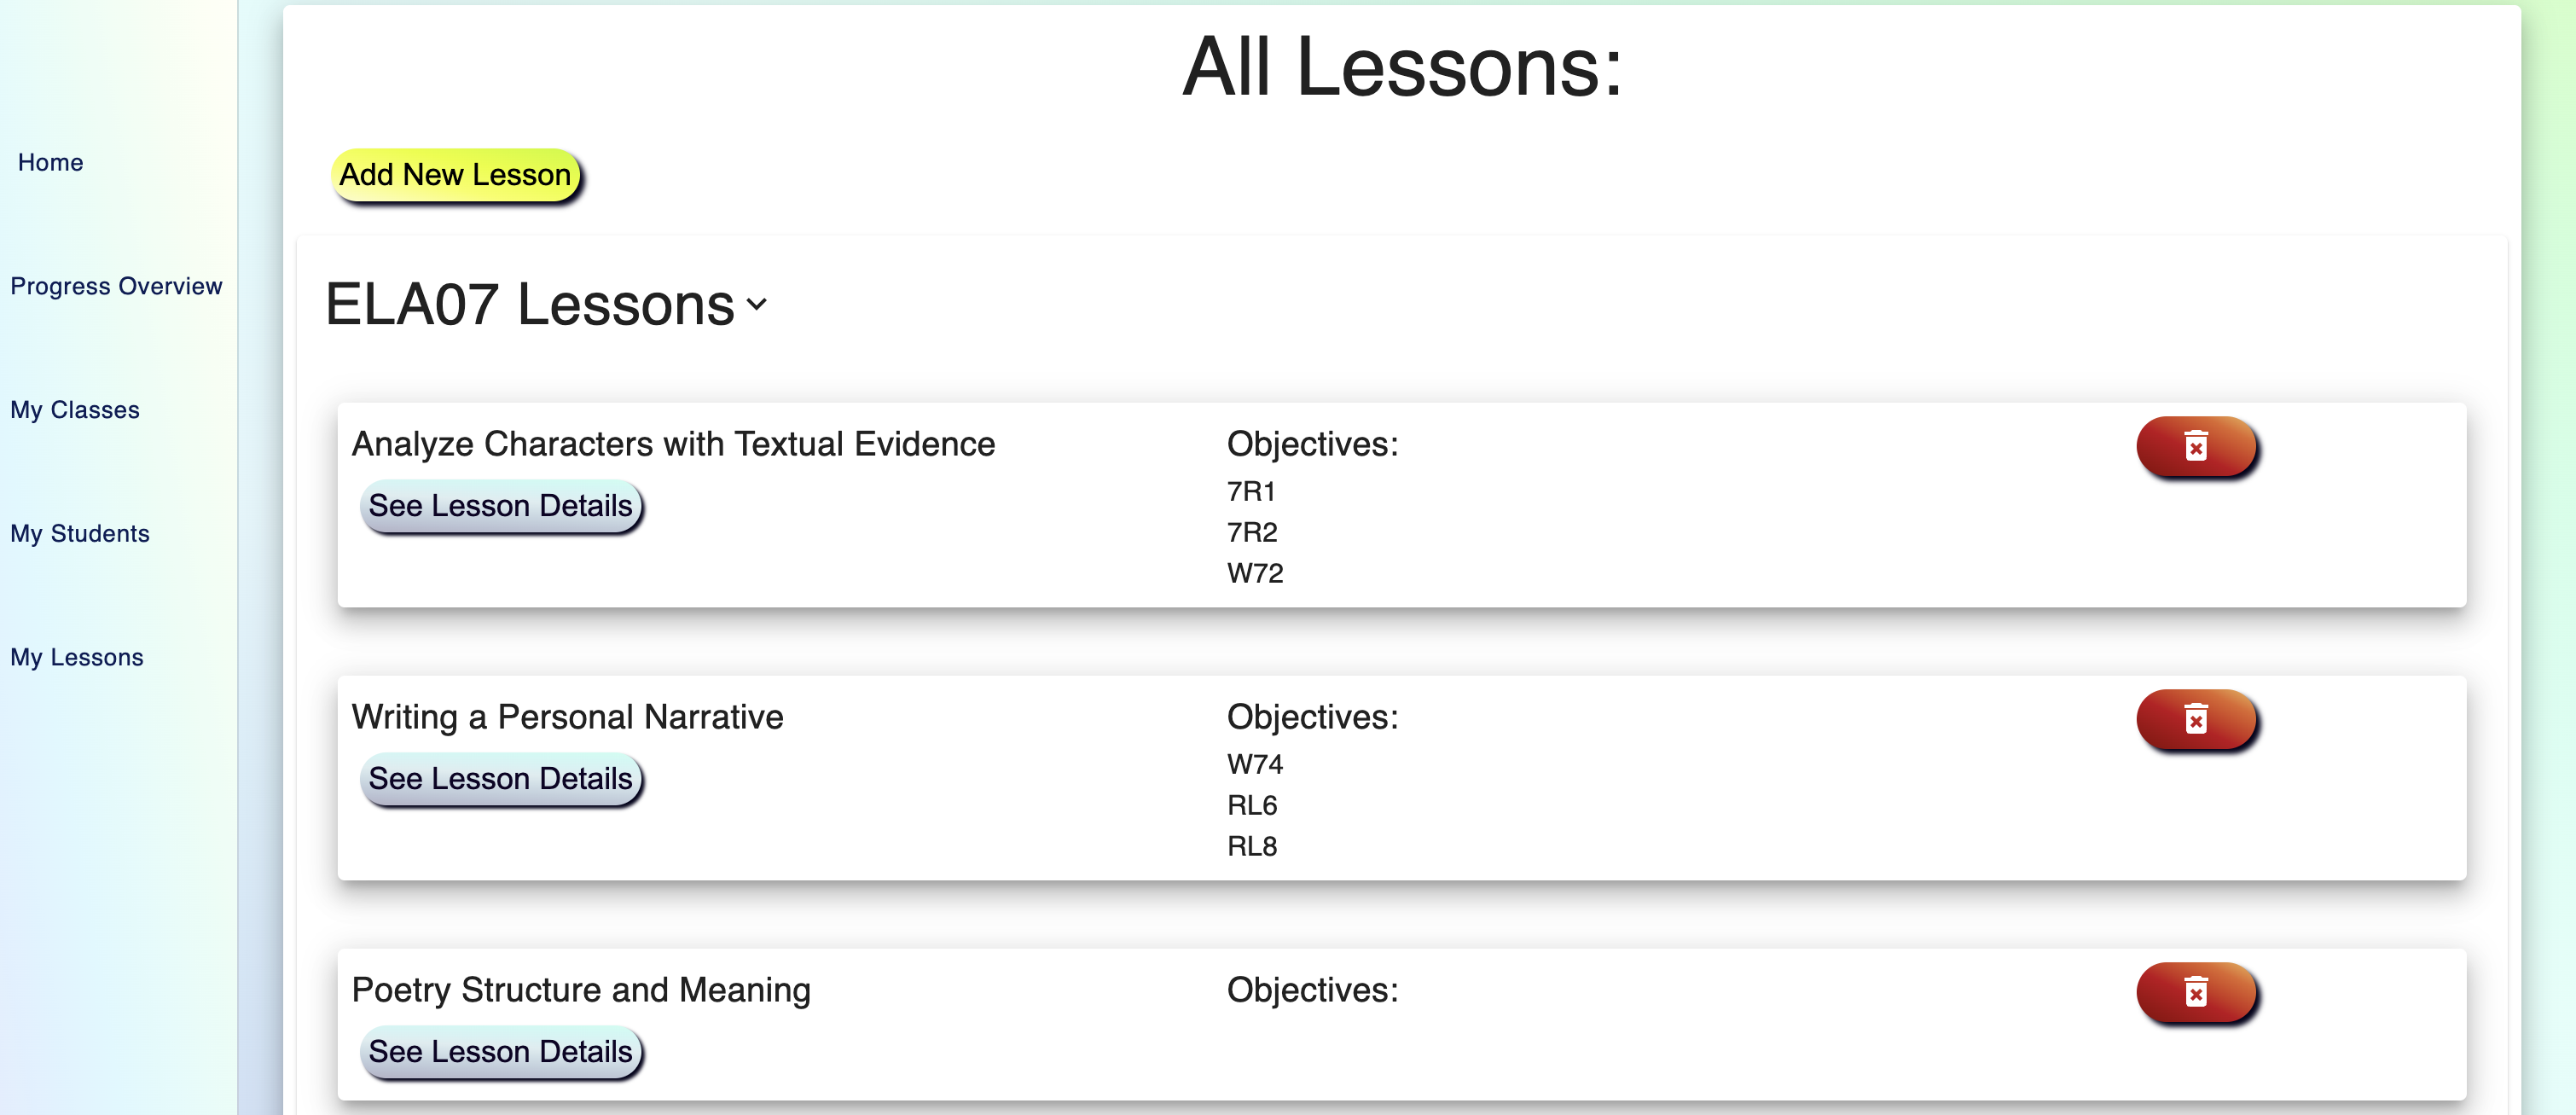 Home
Progress Overview
My Classes
My Students
My Lessons
All Lessons:
Add New Lesson
ELA07 Lessons
Analyze Characters with Textual Evidence
See Lesson Details
Objectives:
7R1
7R2
W72
Writing a Personal Narrative
See Lesson Details
Objectives:
W74
RL6
RL8
Poetry Structure and Meaning
See Lesson Details
Objectives: